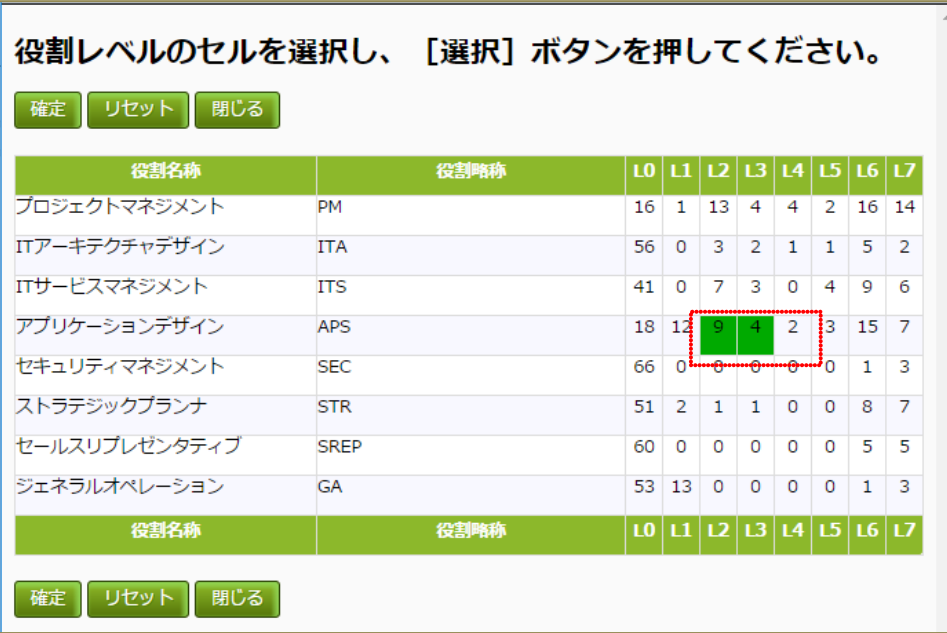 役割レベルのセルを選択し、［選択］ボタンを押してください。
確定 リセット 閉じる
役割名称 役割略称 L0 L1 L2 L3 L4 L5 L6 L7
プロジェクトマネジメント PM 16 1 13 4 4 2 16 14
ITアーキテクチャデザイン ITA 56 0 3 2 1 1 5 2
ITサービスマネジメント ITS 41 0 7 3 0 4 9 6
アプリケーションデザイン APS 18 12 9 4 2 3 15 7
セキュリティマネジメント SEC 66 0 0 0 0 0 1 3
ストラテジックプランナ STR 51 2 1 1 0 0 8 7
セールスリプレゼンタティブ SREP 60 0 0 0 0 0 5 5
ジェネラルオペレーション GA 53 13 0 0 0 0 1 3
役割名称 役割略称 L0 L1 L2 L3 L4 L5 L6 L7
確定 リセット 閉じる